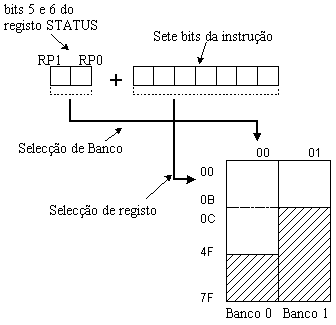 bits 5 e 6 do
registo STATUS
Sete bits da instrução
RP1 RP0
+
Selecção de Banco
Selecção de registo
00 01
00
0B
0C
4F
7F
Banco 0 Banco 1